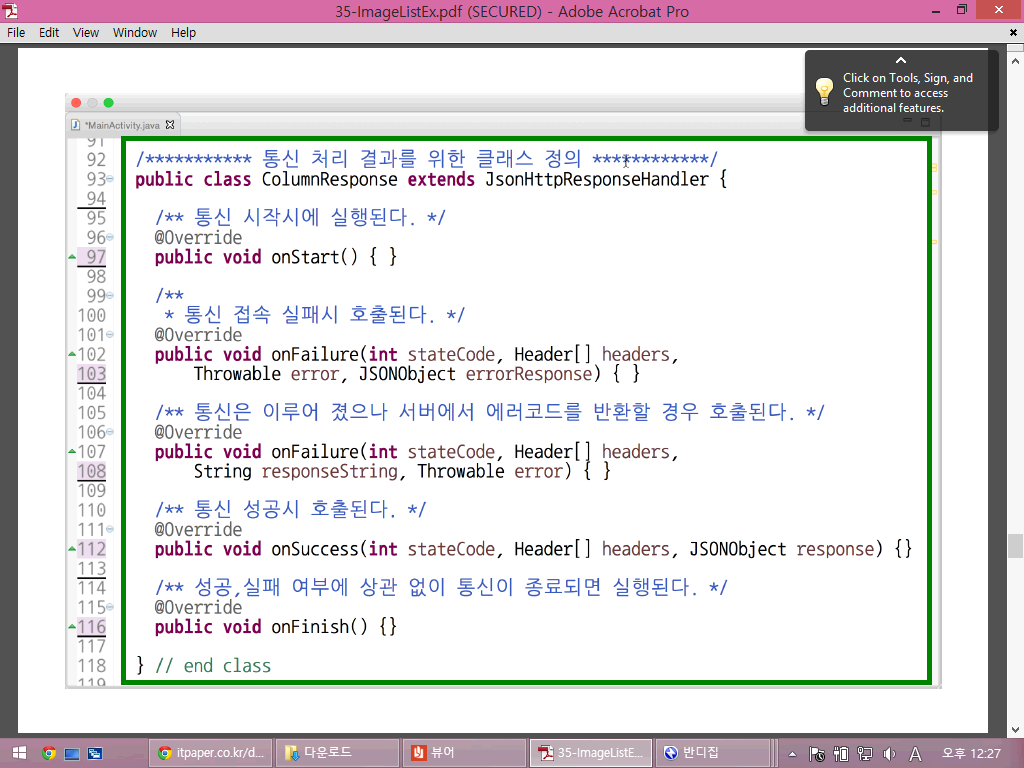 35-ImageListEx.pdf (SECURED) - Adobe Acrobat Pro
File Edit View Window Help
Click on Tools, Sign, and
Comment to access
additional features.
*MainActivity.java
91
92 /*********** 통신 처리 결과를 위한 클래스 정의 ************/
93 public class ColumnResponse extends JsonHttpResponseHandler {
94
95 /** 통신 시작시에 실행된다. */
96 @Override
97 public void onStart() { }
98
99 /**
100 * 통신 접속 실패시 호출된다. */
101 @Override
102 public void onFailure(int stateCode, Header[] headers,
103 Throwable error, JSONObject errorResponse) { }
104
105 /** 통신은 이루어 졌으나 서버에서 에러코드를 반환할 경우 호출된다. */
106 @Override
107 public void onFailure(int stateCode, Header[] headers,
108 String responseString, Throwable error) { }
109
110 /** 통신 성공시 호출된다. */
111 @Override
112 public void onSuccess(int stateCode, Header[] headers, JSONObject response) {}
113
114 /** 성공,실패 여부에 상관 없이 통신이 종료되면 실행된다. */
115 @Override
116 public void onFinish() {}
117
118 } // end class
119
itpaper.co.kr/d... 다운로드 뷰어 35-ImageListE... 반디집 A 오후 12:27